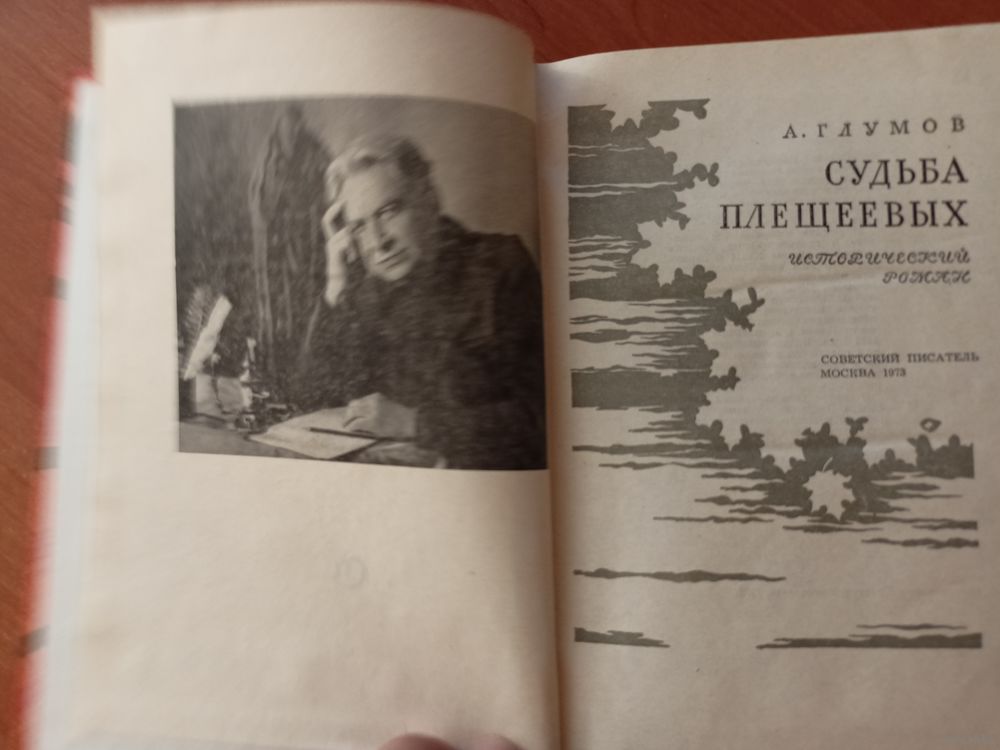 А. ГЛУМОВ
СУДЬБА
ПЛЕЩЕЕВЫХ
ИСТОРИЧЕСКИЙ
РОМАН
СОВЕТСКИЙ ПИСАТЕЛЬ
МОСКВА 1973